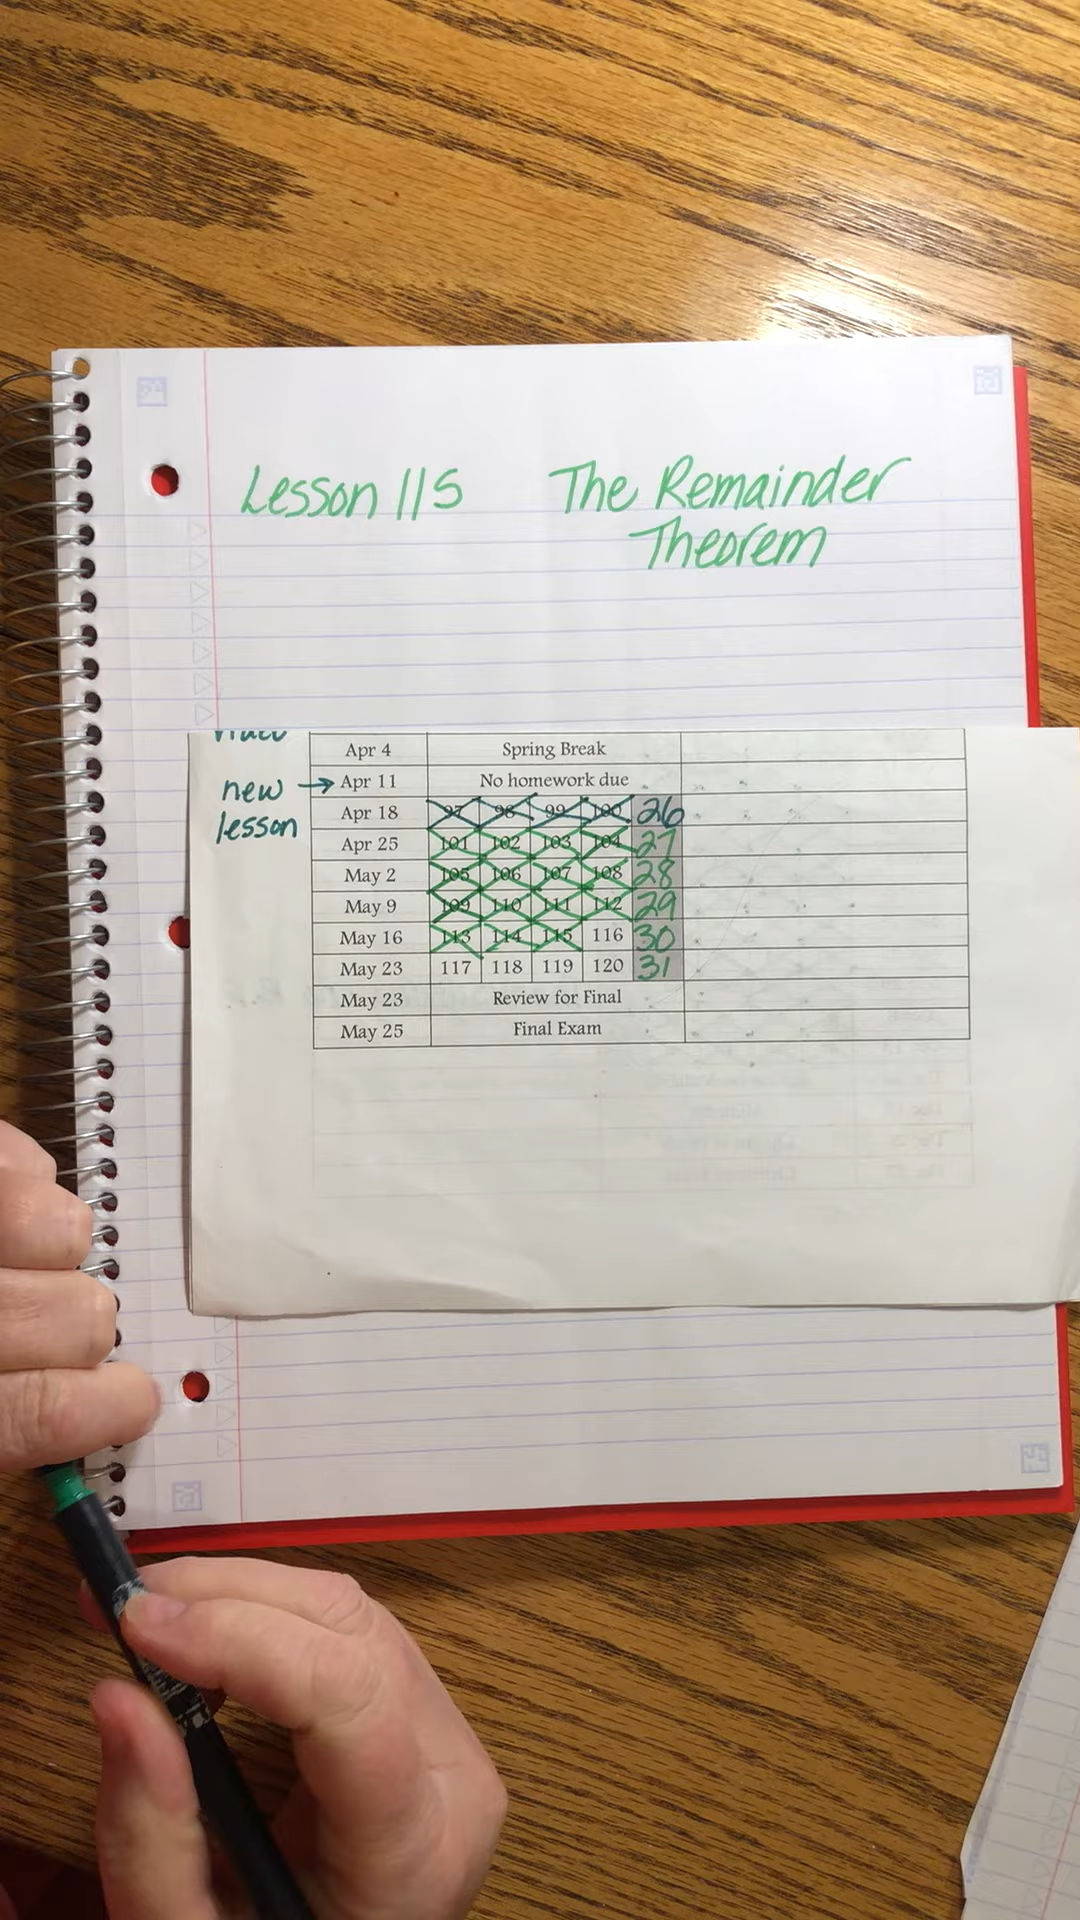 Lesson 115 The Remainder
Theorem
Apr 4 Spring Break
new → Apr 11 No homework due
lesson
Apr 18 97 98 99 100 26
Apr 25 101 102 103 104 27
May 2 105 106 107 108 28
May 9 109 110 111 112 29
May 16 113 114 115 116 30
May 23 117 118 119 120 31
May 23 Review for Final
May 25 Final Exam